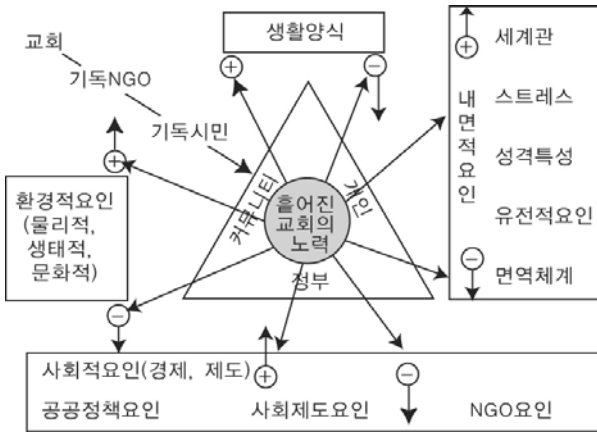 교회
기독NGO
기독시민
생활양식
+
−
내면적요인
+
세계관
스트레스
성격특성
유전적요인
면역체계
−
+
환경적요인
(물리적,
생태적,
문화적)
−
커뮤니티
개인
흩어진
교회의
노력
정부
사회적요인(경제, 제도)
+
−
공공정책요인 사회제도요인 NGO요인